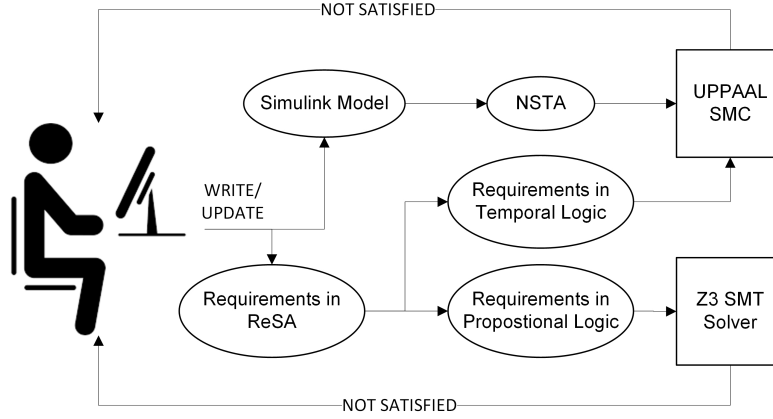 NOT SATISFIED
Simulink Model
NSTA
UPPAAL
SMC
WRITE/
UPDATE
Requirements in
Temporal Logic
Requirements in
ReSA
Requirements in
Propostional Logic
Z3 SMT
Solver
NOT SATISFIED